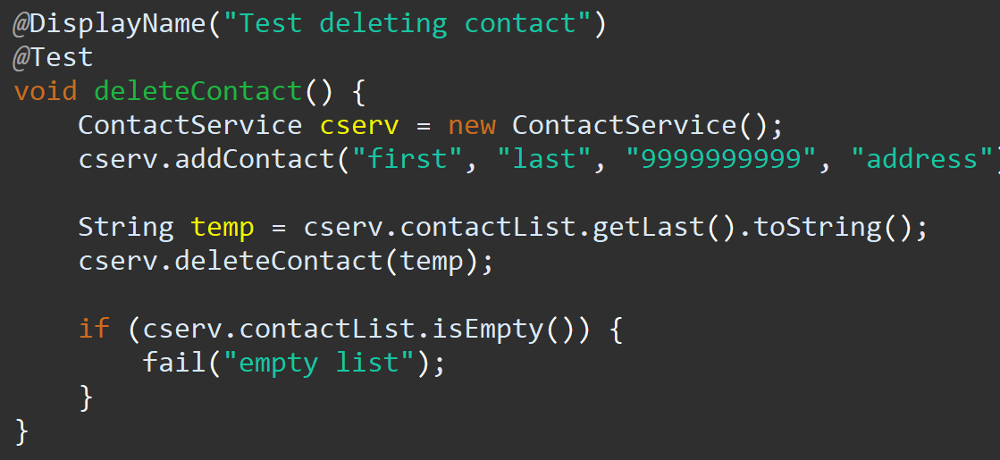 @DisplayName("Test deleting contact")
@Test
void deleteContact() {
    ContactService cserv = new ContactService();
    cserv.addContact("first", "last", "9999999999", "address")

    String temp = cserv.contactList.getLast().toString();
    cserv.deleteContact(temp);

    if (cserv.contactList.isEmpty()) {
        fail("empty list");
    }
}